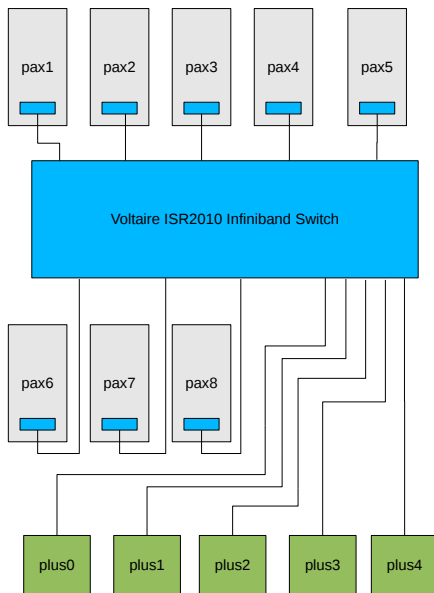 pax1
pax2
pax3
pax4
pax5
Voltaire ISR2010 Infiniband Switch
pax6
pax7
pax8
plus0
plus1
plus2
plus3
plus4